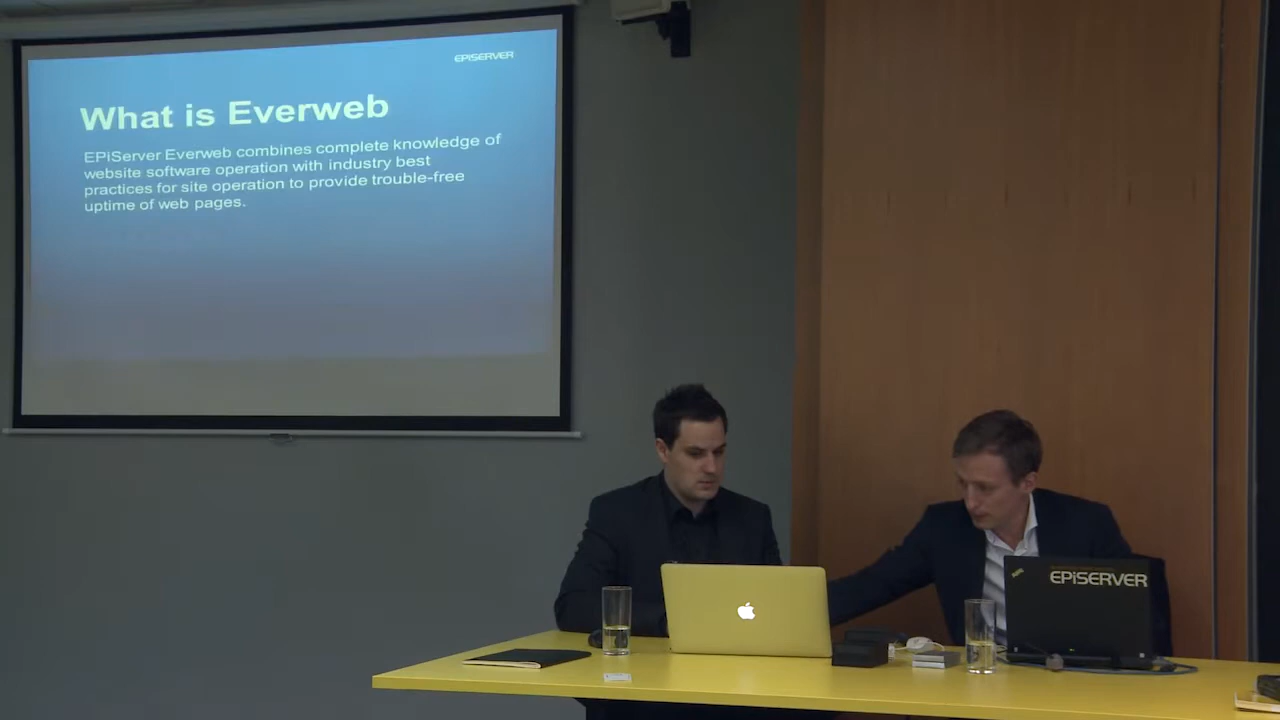 EPISERVER
What is Everweb
EPiServer Everweb combines complete knowledge of
website software operation with industry best
practices for site operation to provide trouble-free
uptime of web pages.
EPiSERVER